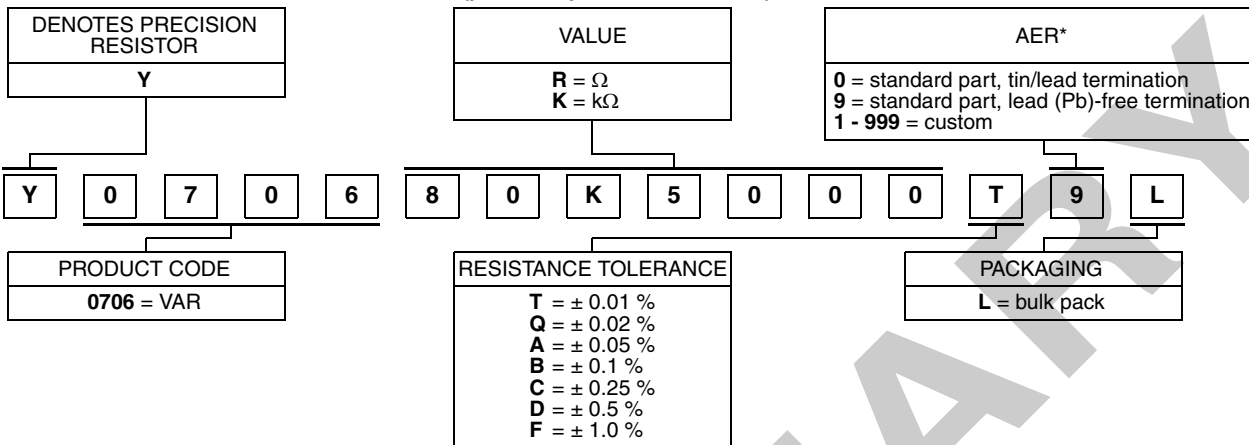 DENOTES PRECISION
RESISTOR
Y
VALUE
R = Ω
K = kΩ
AER*
0 = standard part, tin/lead termination
9 = standard part, lead (Pb)-free termination
1 - 999 = custom
Y 0 7 0 6 8 0 K 5 0 0 0 T 9 L
PRODUCT CODE
0706 = VAR
RESISTANCE TOLERANCE
T = ± 0.01 %
Q = ± 0.02 %
A = ± 0.05 %
B = ± 0.1 %
C = ± 0.25 %
D = ± 0.5 %
F = ± 1.0 %
PACKAGING
L = bulk pack